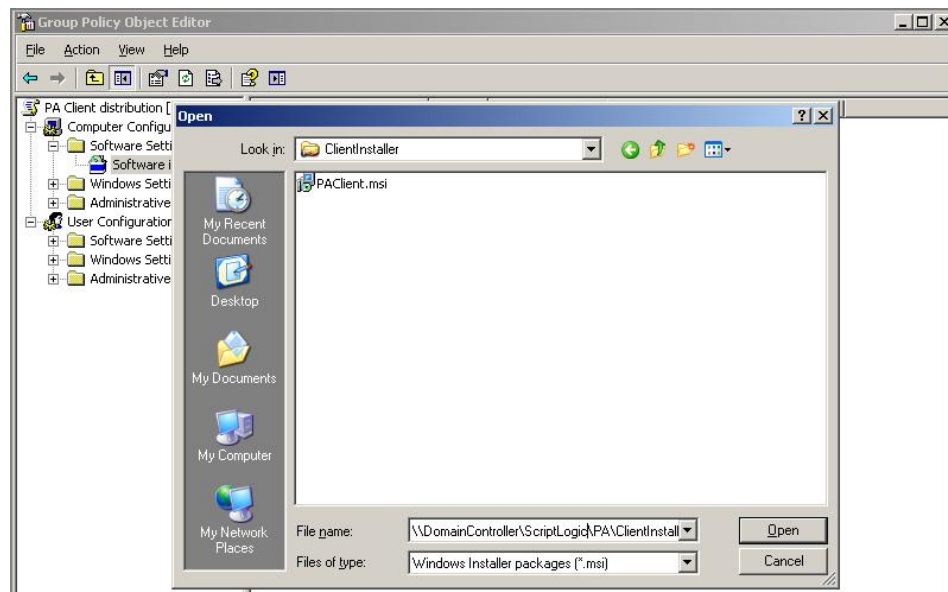 Group Policy Object Editor
File Action View Help
PA Client distribution [
Computer Configu
Software Setti
Software i
Windows Setti
Administrative
User Configuration
Software Setti
Windows Setti
Administrative
Open
Look in: ClientInstaller
PAClient.msi
My Recent
Documents
Desktop
My Documents
My Computer
My Network
Places
File name: \\DomainController\ScriptLogic\PA\ClientInstall
Open
Files of type: Windows Installer packages (*.msi)
Cancel